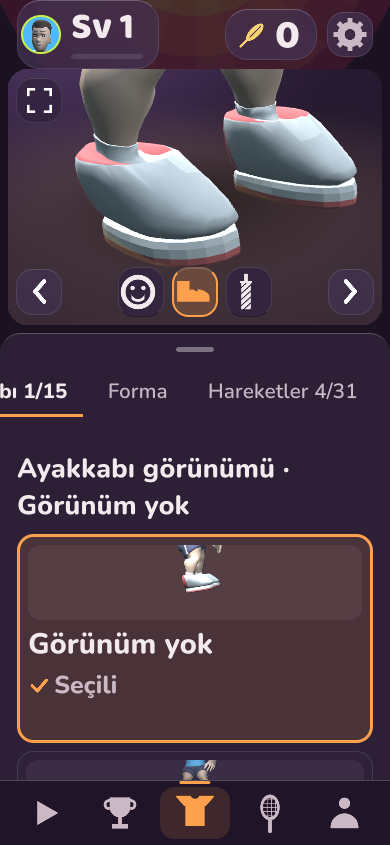 Sv 1
0
bı 1/15
Forma
Hareketler 4/31
Ayakkabı görünümü ·
Görünüm yok
Görünüm yok
Seçili